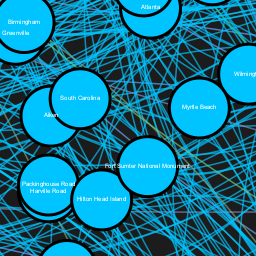 Atlanta
Birmingham
Greenville
Wilming
South Carolina
Myrtle Beach
Aiken
Fort Sumter National Monument
Packinghouse Road
Harville Road
Hilton Head Island